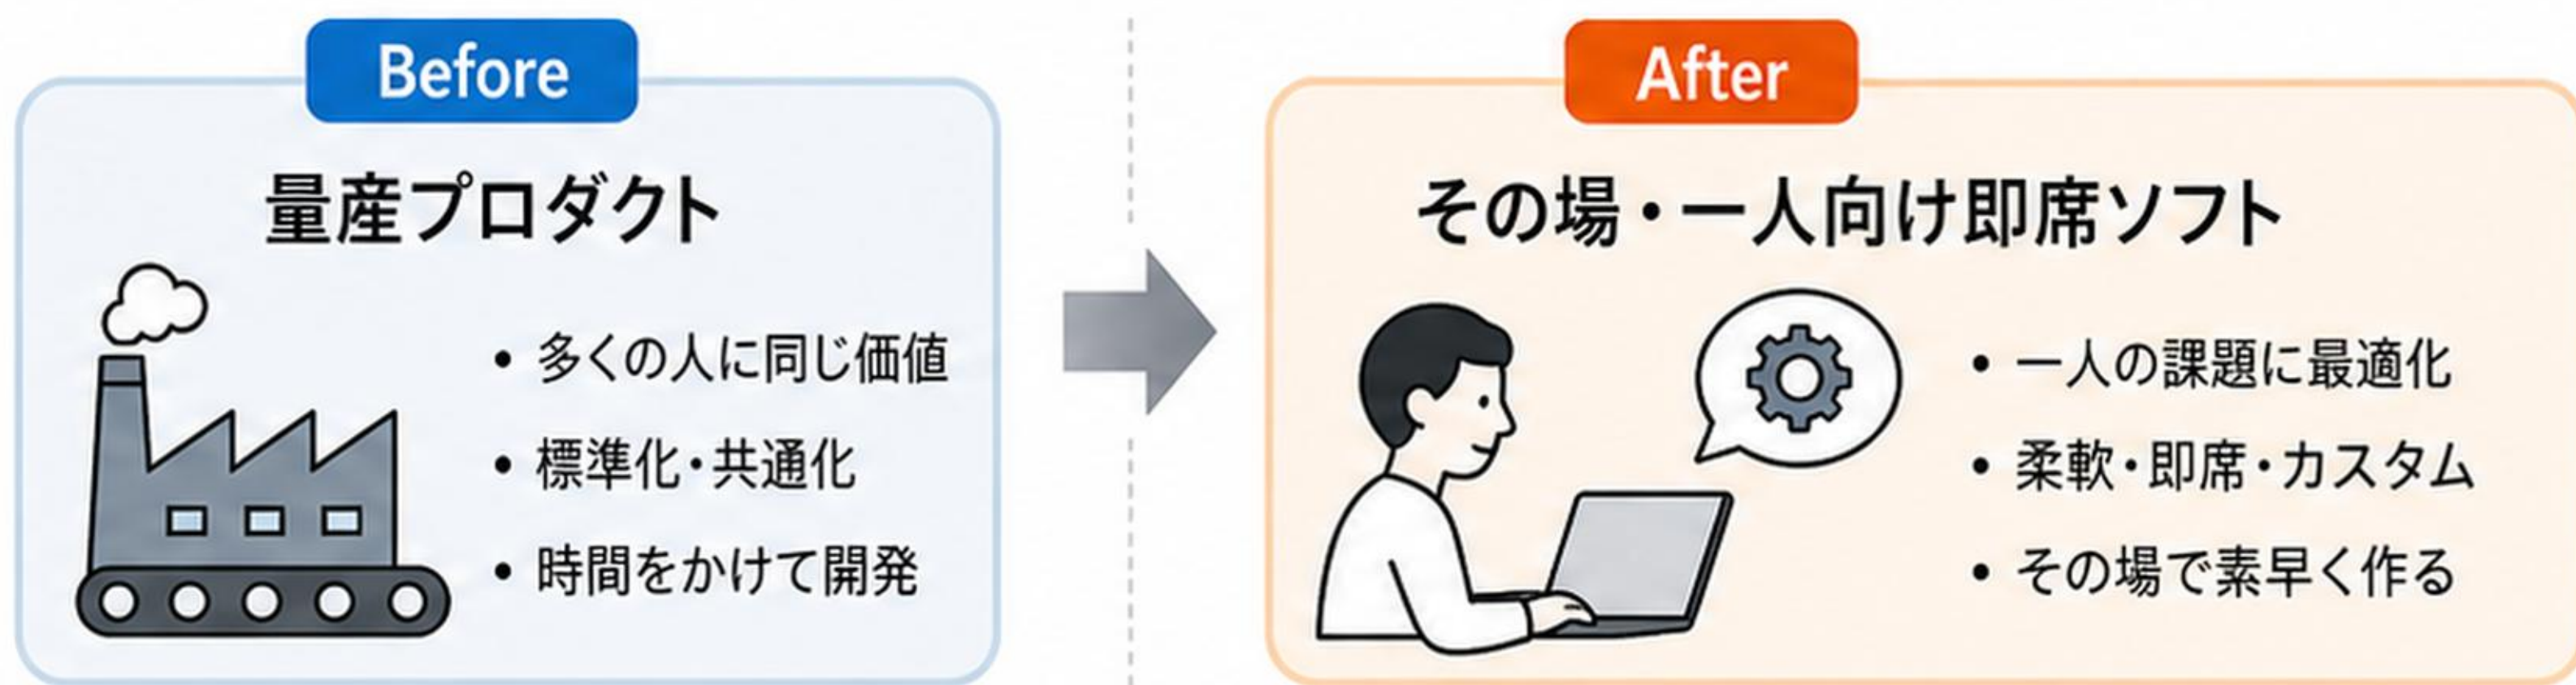 Before
量産プロダクト
• 多くの人に同じ価値
• 標準化・共通化
• 時間をかけて開発
After
その場・一人向け即席ソフト
• 一人の課題に最適化
• 柔軟・即席・カスタム
• その場で素早く作る